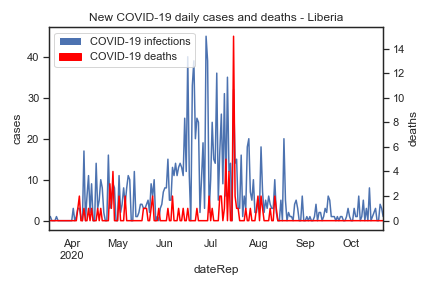 New COVID-19 daily cases and deaths - Liberia
COVID-19 infections
COVID-19 deaths
40
30
20
10
0
cases
14
12
10
8
6
4
2
0
deaths
Apr May Jun Jul Aug Sep Oct
2020
dateRep